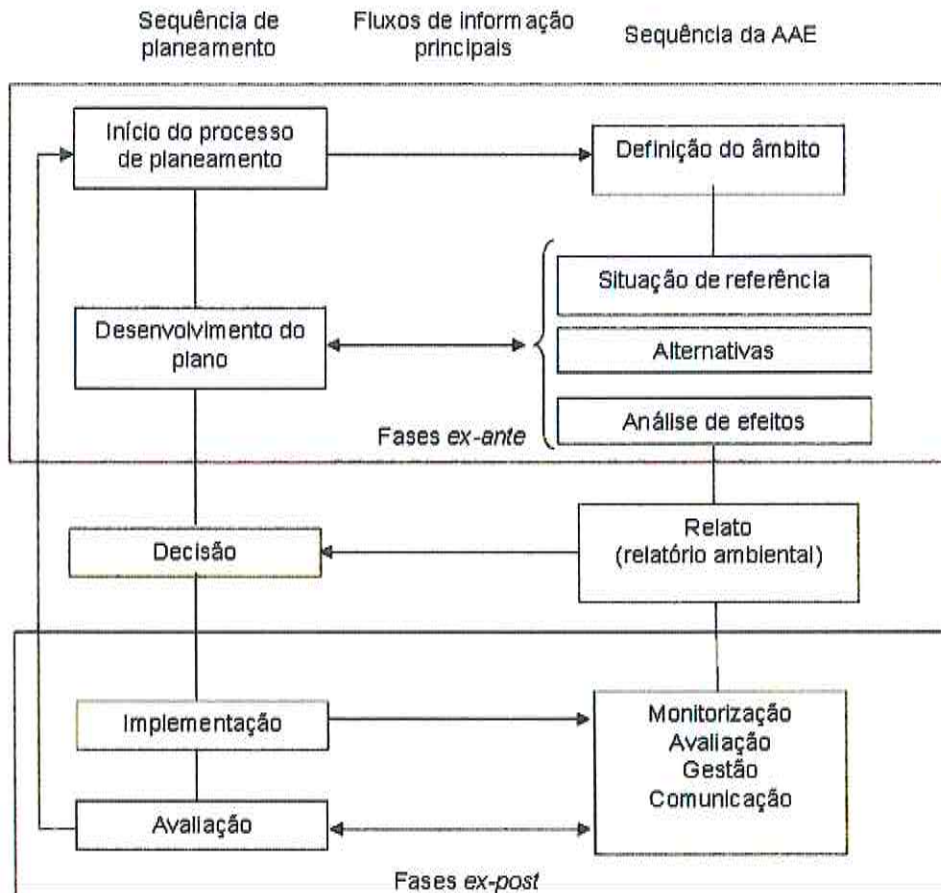 Sequência de
planeamento
Fluxos de informação
principais
Sequência da AAE
Início do processo
de planeamento
Definição do âmbito
Situação de referência
Desenvolvimento do
plano
Alternativas
Análise de efeitos
Fases ex-ante
Decisão
Relato
(relatório ambiental)
Implementação
Monitorização
Avaliação
Gestão
Comunicação
Avaliação
Fases ex-post